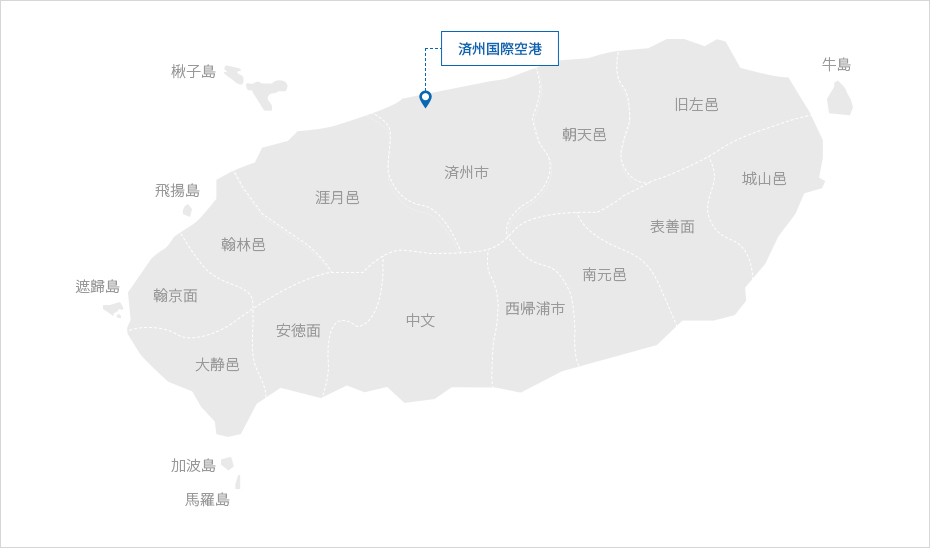 済州国際空港
楸子島
牛島
旧左邑
朝天邑
済州市
城山邑
飛揚島
涯月邑
表善面
翰林邑
南元邑
遮歸島
翰京面
西帰浦市
中文
安徳面
大静邑
加波島
馬羅島